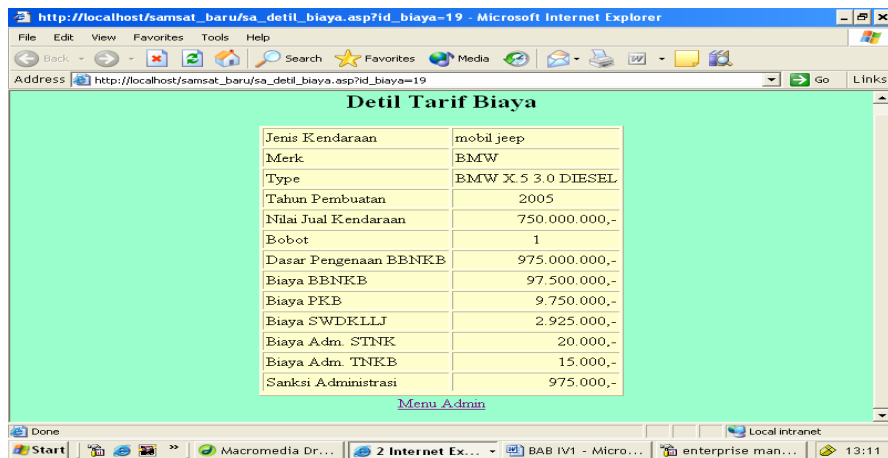 http://localhost/samsat_baru/sa_detil_biaya.asp?id_biaya=19 - Microsoft Internet Explorer
File Edit View Favorites Tools Help
Back Search Favorites Media
Address http://localhost/samsat_baru/sa_detil_biaya.asp?id_biaya=19 Go Links
Detil Tarif Biaya
Jenis Kendaraan mobil jeep
Merk BMW
Type BMW X.5 3.0 DIESEL
Tahun Pembuatan 2005
Nilai Jual Kendaraan 750.000.000,-
Bobot 1
Dasar Pengenaan BBNKB 975.000.000,-
Biaya BBNKB 97.500.000,-
Biaya PKB 9.750.000,-
Biaya SWDKLLJ 2.925.000,-
Biaya Adm. STNK 20.000,-
Biaya Adm. TNKB 15.000,-
Sanksi Administrasi 975.000,-
Menu Admin
Done Local intranet
Start » Macromedia Dr... 2 Internet Ex... BAB IV1 - Micro... enterprise man... 13:11